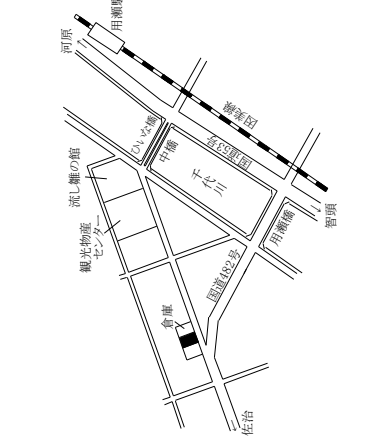 用瀬駅
河原
因美線
国道53号
ひいな橋
中橋
千代川
流し雛の館
観光物産
センター
用瀬橋
智頭
国道482号
倉庫
佐治